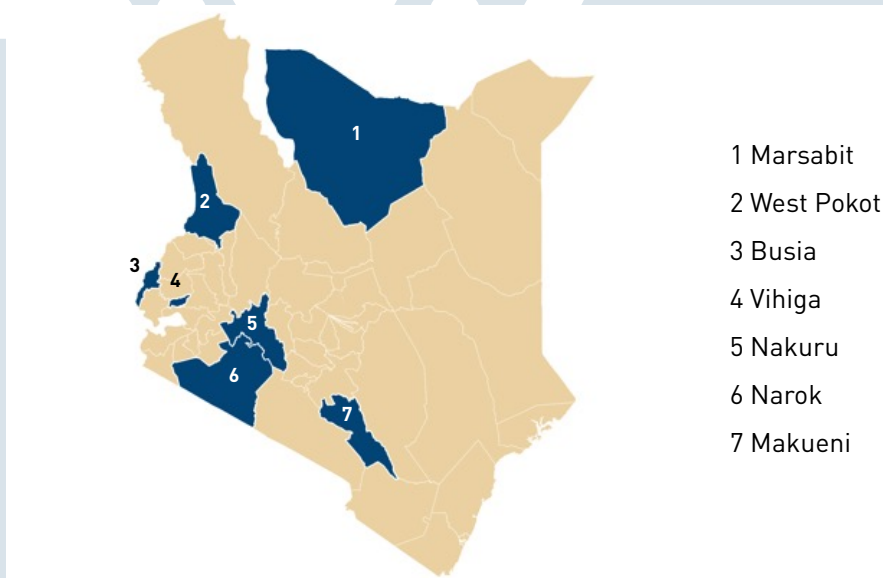 1
2
3
4
5
6
7
1 Marsabit
2 West Pokot
3 Busia
4 Vihiga
5 Nakuru
6 Narok
7 Makueni